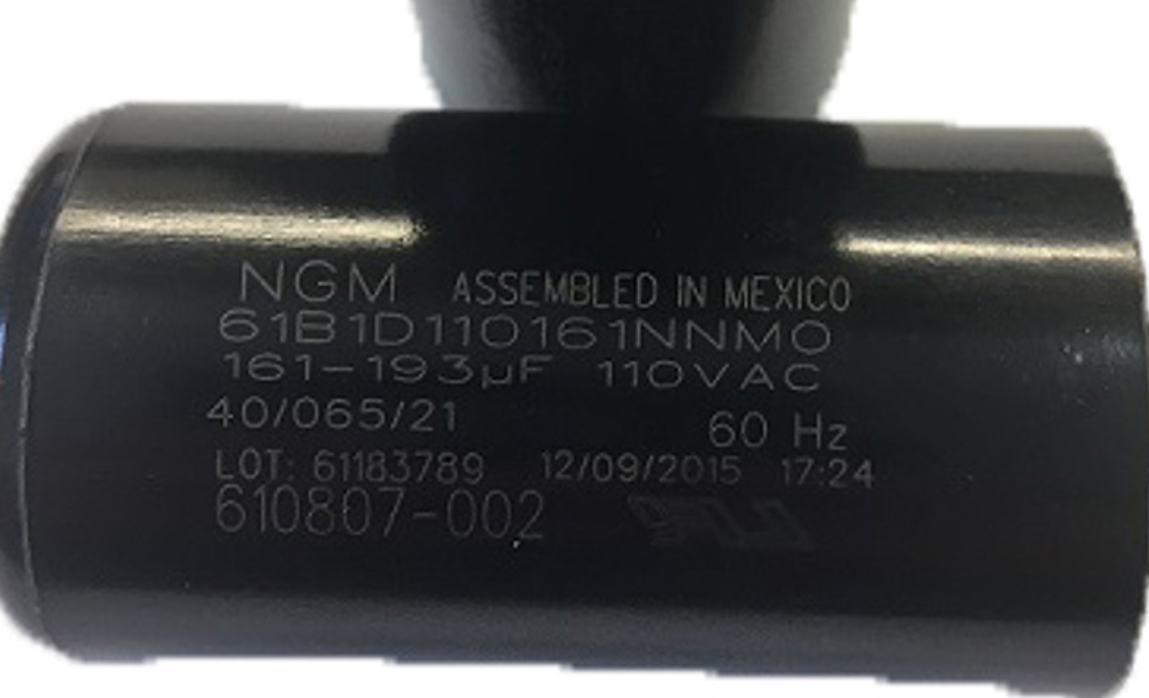 NGM ASSEMBLED IN MEXICO
61B1D110161NNMO
161-193µF 110VAC
40/065/21 60 Hz
LOT: 61183789 12/09/2015 17:24
610807-002